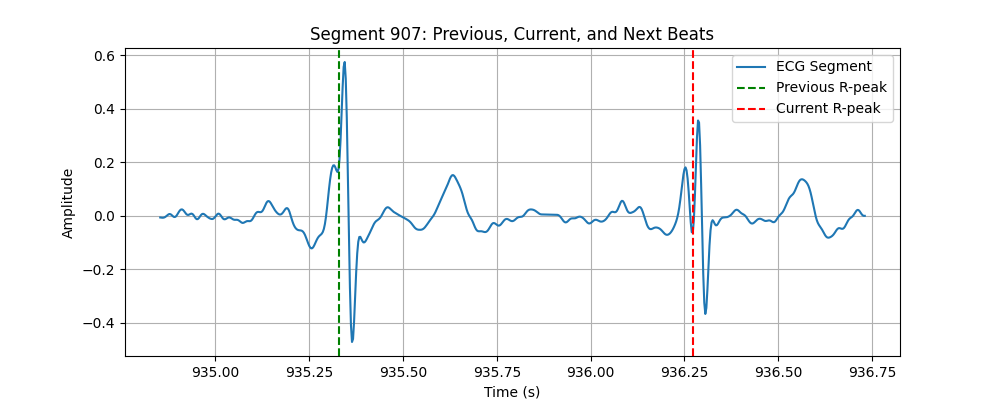 Segment 907: Previous, Current, and Next Beats
ECG Segment
Previous R-peak
Current R-peak
Amplitude
0.6
0.4
0.2
0.0
−0.2
−0.4
935.00 935.25 935.50 935.75 936.00 936.25 936.50 936.75
Time (s)